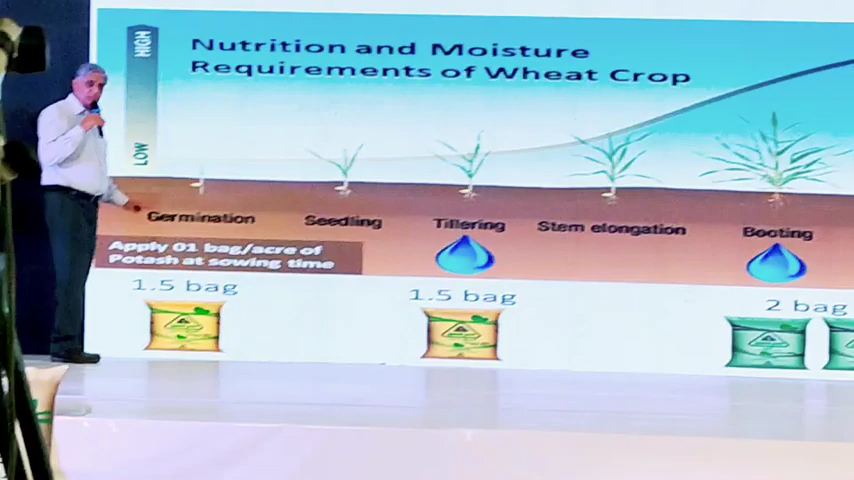 HIGH
Nutrition and Moisture
Requirements of Wheat Crop
LOW
Germination
Seedling
Tillering
Stem elongation
Booting
Apply 01 bag/acre of
Potash at sowing time
1.5 bag
1.5 bag
2 bag